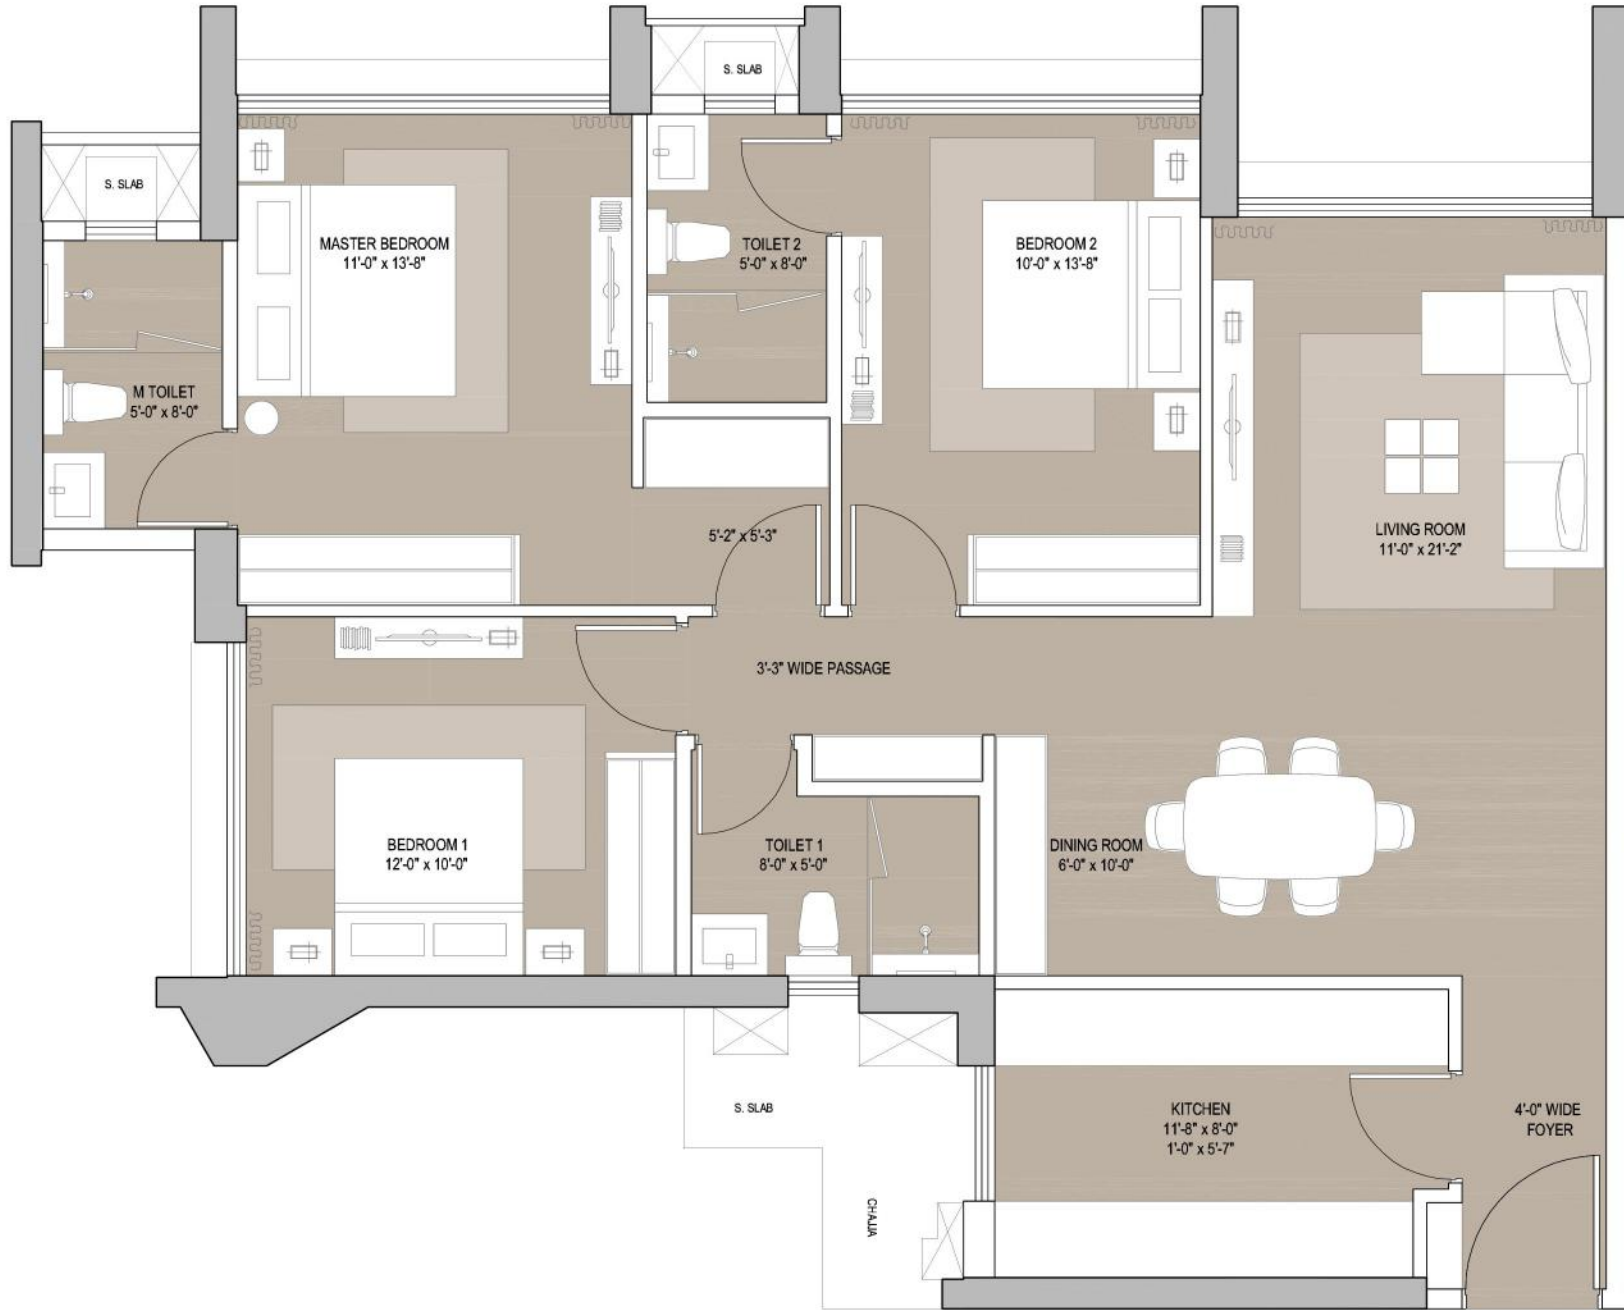 S. SLAB
S. SLAB
MASTER BEDROOM
11'-0" x 13'-8"
TOILET 2
5'-0" x 8'-0"
BEDROOM 2
10'-0" x 13'-8"
M TOILET
5'-0" x 8'-0"
LIVING ROOM
11'-0" x 21'-2"
5'-2" x 5'-3"
3'-3" WIDE PASSAGE
BEDROOM 1
12'-0" x 10'-0"
TOILET 1
8'-0" x 5'-0"
DINING ROOM
6'-0" x 10'-0"
S. SLAB
KITCHEN
11'-8" x 8'-0"
1'-0" x 5'-7"
4'-0" WIDE
FOYER
CHAJJA